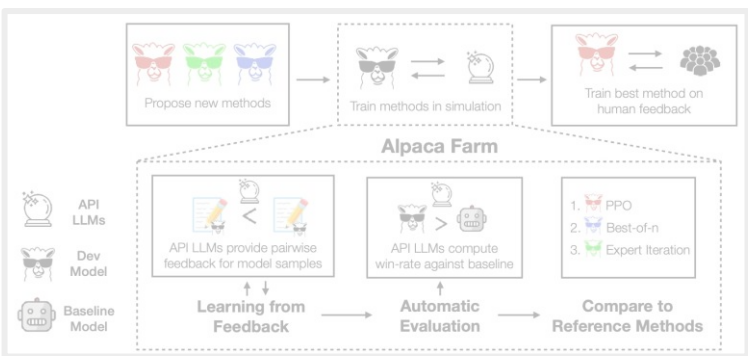 Propose new methods
Train methods in simulation
Train best method on
human feedback
Alpaca Farm
API
LLMs
Dev
Model
Baseline
Model
<
API LLMs provide pairwise
feedback for model samples
>
API LLMs compute
win-rate against baseline
1. PPO
2. Best-of-n
3. Expert Iteration
Learning from
Feedback
Automatic
Evaluation
Compare to
Reference Methods